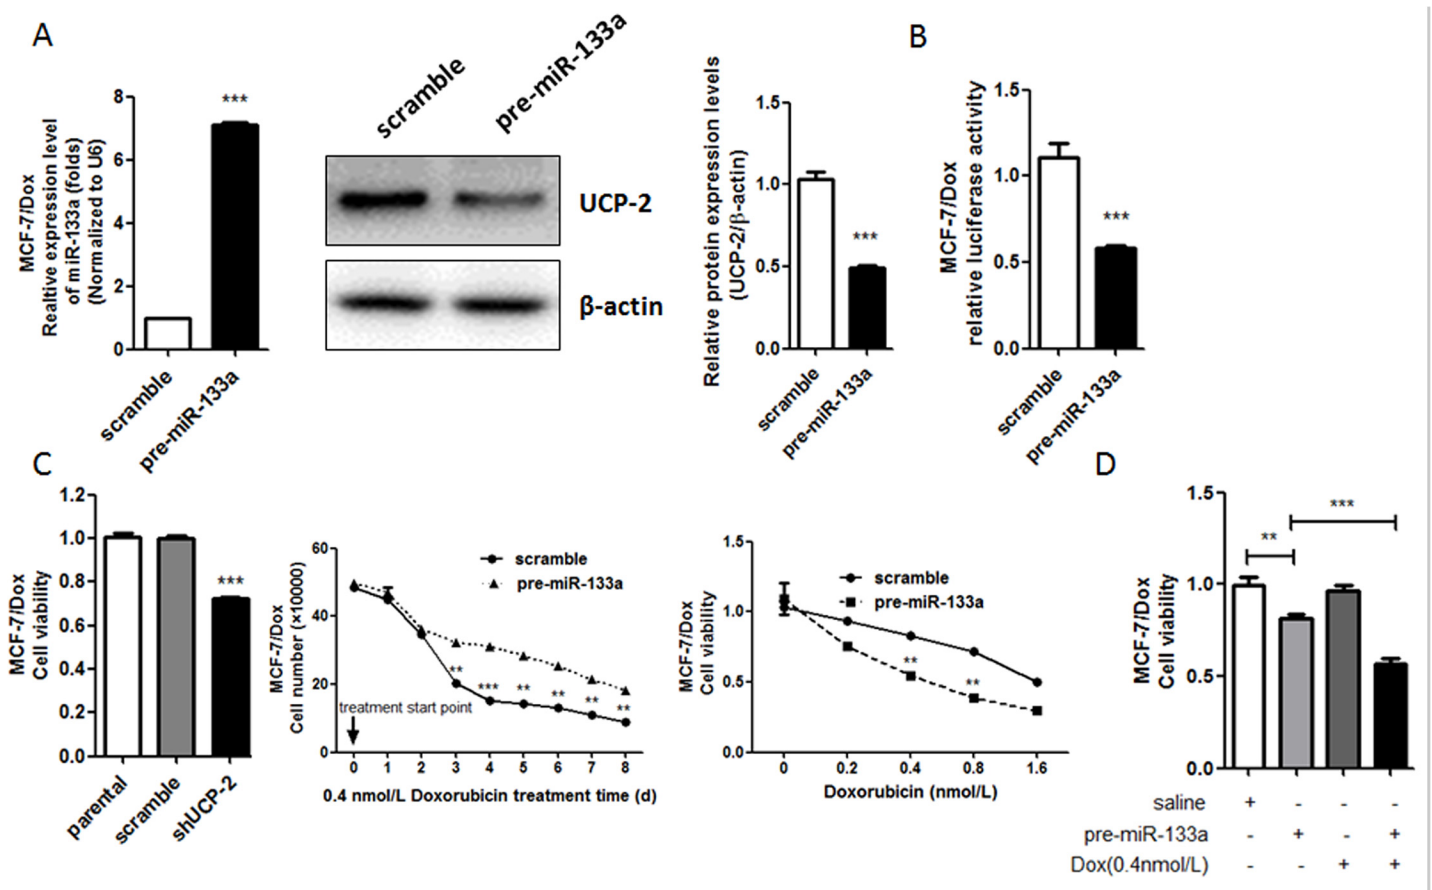 A
B
MCF-7/Dox
Realtive expression level
of miR-133a (folds)
(Normalized to U6)
8
6
4
2
0
***
scramble
pre-miR-133a
scramble
pre-miR-133a
UCP-2
β-actin
Relative protein expression levels
(UCP-2/β-actin)
1.5
1.0
0.5
0.0
***
scramble
pre-miR-133a
MCF-7/Dox
relative luciferase activity
1.5
1.0
0.5
0.0
***
scramble
pre-miR-133a
C
D
MCF-7/Dox
Cell viability
1.2
1.0
0.8
0.6
0.4
0.2
0.0
***
parental
scramble
shUCP-2
MCF-7/Dox
Cell number (×10000)
60
40
20
0
scramble
pre-miR-133a
** *** ** ** ** **
treatment start point
0 1 2 3 4 5 6 7 8
0.4 nmol/L Doxorubicin treatment time (d)
MCF-7/Dox
Cell viability
1.5
1.0
0.5
0.0
scramble
pre-miR-133a
** **
0 0.2 0.4 0.8 1.6
Doxorubicin (nmol/L)
MCF-7/Dox
Cell viability
1.5
1.0
0.5
0.0
***
**
saline + - - -
pre-miR-133a - + - +
Dox(0.4nmol/L) - - + +